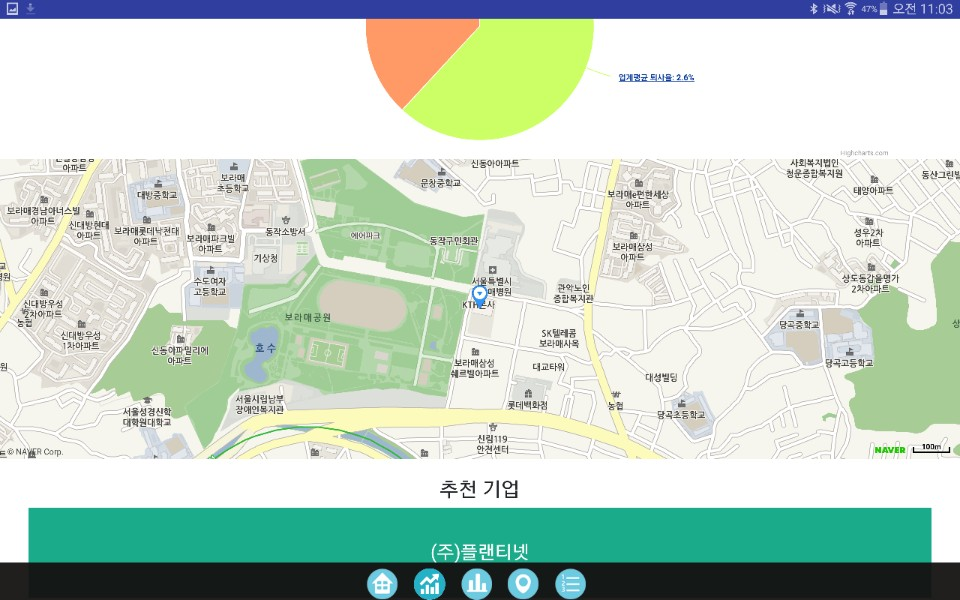 47% 오전 11:03
업계평균 퇴사율: 2.6%
Highcharts.com
신동아아파트
사회복지법인
청운종합복지원
동산그린빌
보라매
초등학교
문창중학교
대방중학교
태양아파트
보라매e편한세상
아파트
보라매경남아너스빌
아파트
신대방현대
아파트
보라매롯데낙천대
아파트
보라매파크빌
아파트
동작소방서
에어파크
동작구민회관
보라매삼성
아파트
성우2차
아파트
기상청
수도여자
고등학교
서울특별시
관악노인
종합복지관
상도동감을명가
2차아파트
신대방우성
2차아파트
농협
신대방우성
1차아파트
보라매공원
호수
SK텔레콤
보라매사옥
당곡중학교
당곡고등학교
신동아파밀리에
아파트
보라매삼성
쉐르빌아파트
대교타워
대성빌딩
서울시립남부
장애인복지관
롯데백화점
농협
당곡초등학교
서울성경신학
대학원대학교
신림119
안전센터
© NAVER Corp.
NAVER 100m
추천 기업
(주)플랜티넷